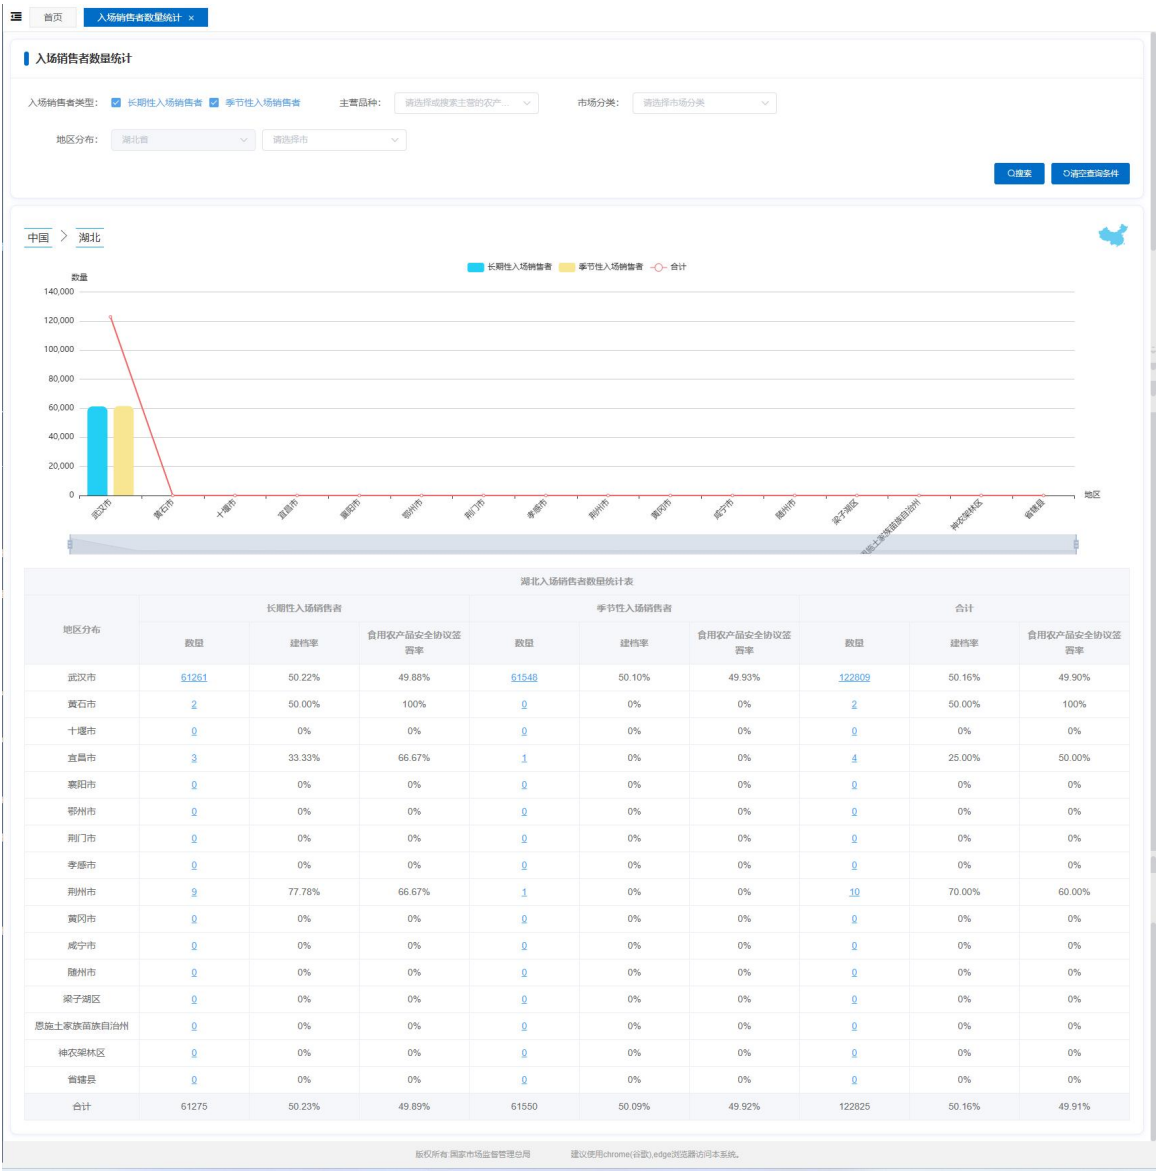 首页 入场销售者数量统计 ×
入场销售者数量统计
入场销售者类型： 长期性入场销售者 季节性入场销售者 主营品种： 请选择或搜索主营的农产... 市场分类： 请选择市场分类
地区分布： 湖北省 请选择市
搜索 清空查询条件
中国 > 湖北
长期性入场销售者 季节性入场销售者 合计
数量
140,000
120,000
100,000
80,000
60,000
40,000
20,000
0
地区
武汉市 黄石市 十堰市 宜昌市 襄阳市 鄂州市 荆门市 孝感市 荆州市 黄冈市 咸宁市 随州市 梁子湖区 恩施土家族苗族自治州 神农架林区 省辖县
湖北入场销售者数量统计表
地区分布 长期性入场销售者 季节性入场销售者 合计
数量 建档率 食用农产品安全协议签署率 数量 建档率 食用农产品安全协议签署率 数量 建档率 食用农产品安全协议签署率
武汉市 61261 50.22% 49.88% 61548 50.10% 49.93% 122809 50.16% 49.90%
黄石市 2 50.00% 100% 0 0% 0% 2 50.00% 100%
十堰市 0 0% 0% 0 0% 0% 0 0% 0%
宜昌市 3 33.33% 66.67% 1 0% 0% 4 25.00% 50.00%
襄阳市 0 0% 0% 0 0% 0% 0 0% 0%
鄂州市 0 0% 0% 0 0% 0% 0 0% 0%
荆门市 0 0% 0% 0 0% 0% 0 0% 0%
孝感市 0 0% 0% 0 0% 0% 0 0% 0%
荆州市 9 77.78% 66.67% 1 0% 0% 10 70.00% 60.00%
黄冈市 0 0% 0% 0 0% 0% 0 0% 0%
咸宁市 0 0% 0% 0 0% 0% 0 0% 0%
随州市 0 0% 0% 0 0% 0% 0 0% 0%
梁子湖区 0 0% 0% 0 0% 0% 0 0% 0%
恩施土家族苗族自治州 0 0% 0% 0 0% 0% 0 0% 0%
神农架林区 0 0% 0% 0 0% 0% 0 0% 0%
省辖县 0 0% 0% 0 0% 0% 0 0% 0%
合计 61275 50.23% 49.89% 61550 50.09% 49.92% 122825 50.16% 49.91%
版权所有:国家市场监督管理总局 建议使用chrome(谷歌),edge浏览器访问本系统。